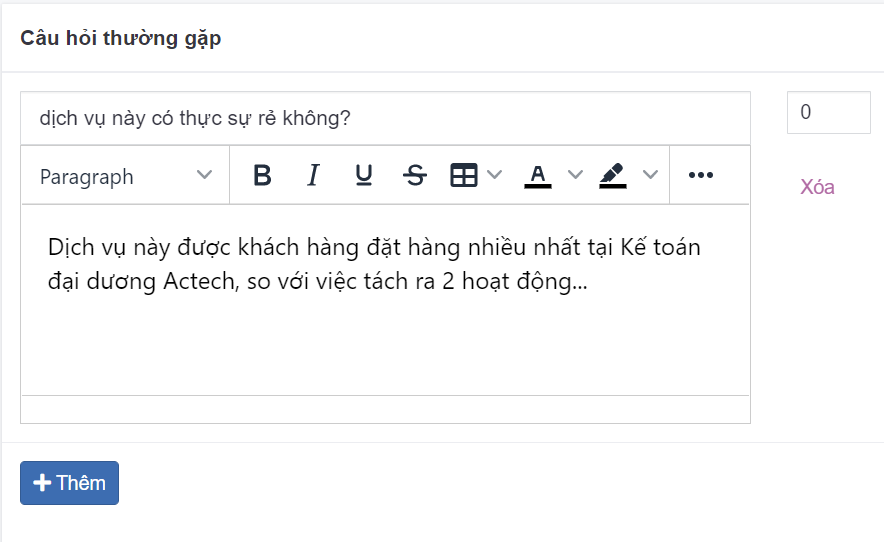 Câu hỏi thường gặp
dịch vụ này có thực sự rẻ không?
0
Paragraph
B I U S A
Xóa
Dịch vụ này được khách hàng đặt hàng nhiều nhất tại Kế toán
đại dương Actech, so với việc tách ra 2 hoạt động...
Thêm